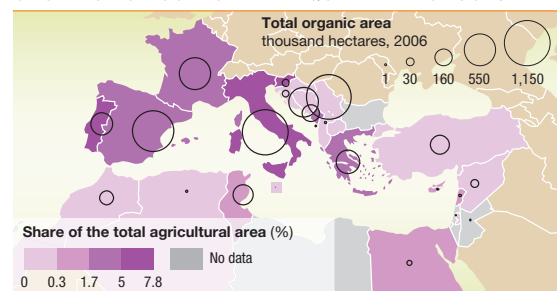 Total organic area
thousand hectares, 2006
1 30 160 550 1,150
Share of the total agricultural area (%)
No data
0 0.3 1.7 5 7.8